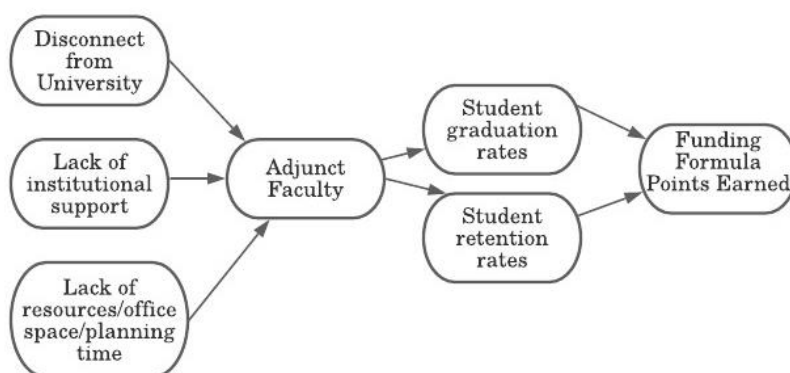 Disconnect
from
University
Lack of
institutional
support
Lack of
resources/office
space/planning
time
Adjunct
Faculty
Student
graduation
rates
Student
retention
rates
Funding
Formula
Points Earned